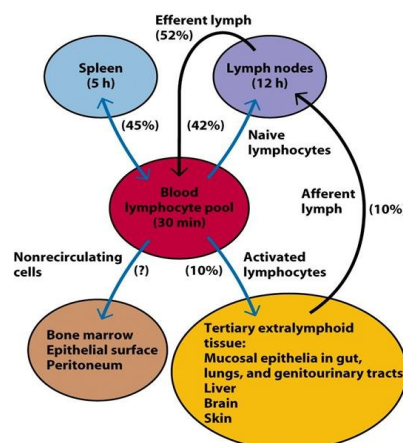 Efferent lymph
(52%)
Spleen
(5 h)
Lymph nodes
(12 h)
(45%)
(42%)
Naive
lymphocytes
Blood
lymphocyte pool
(30 min)
Afferent
lymph
(10%)
Nonrecirculating
cells
(?)
(10%)
Activated
lymphocytes
Bone marrow
Epithelial surface
Peritoneum
Tertiary extralymphoid
tissue:
Mucosal epithelia in gut,
lungs, and genitourinary tracts
Liver
Brain
Skin